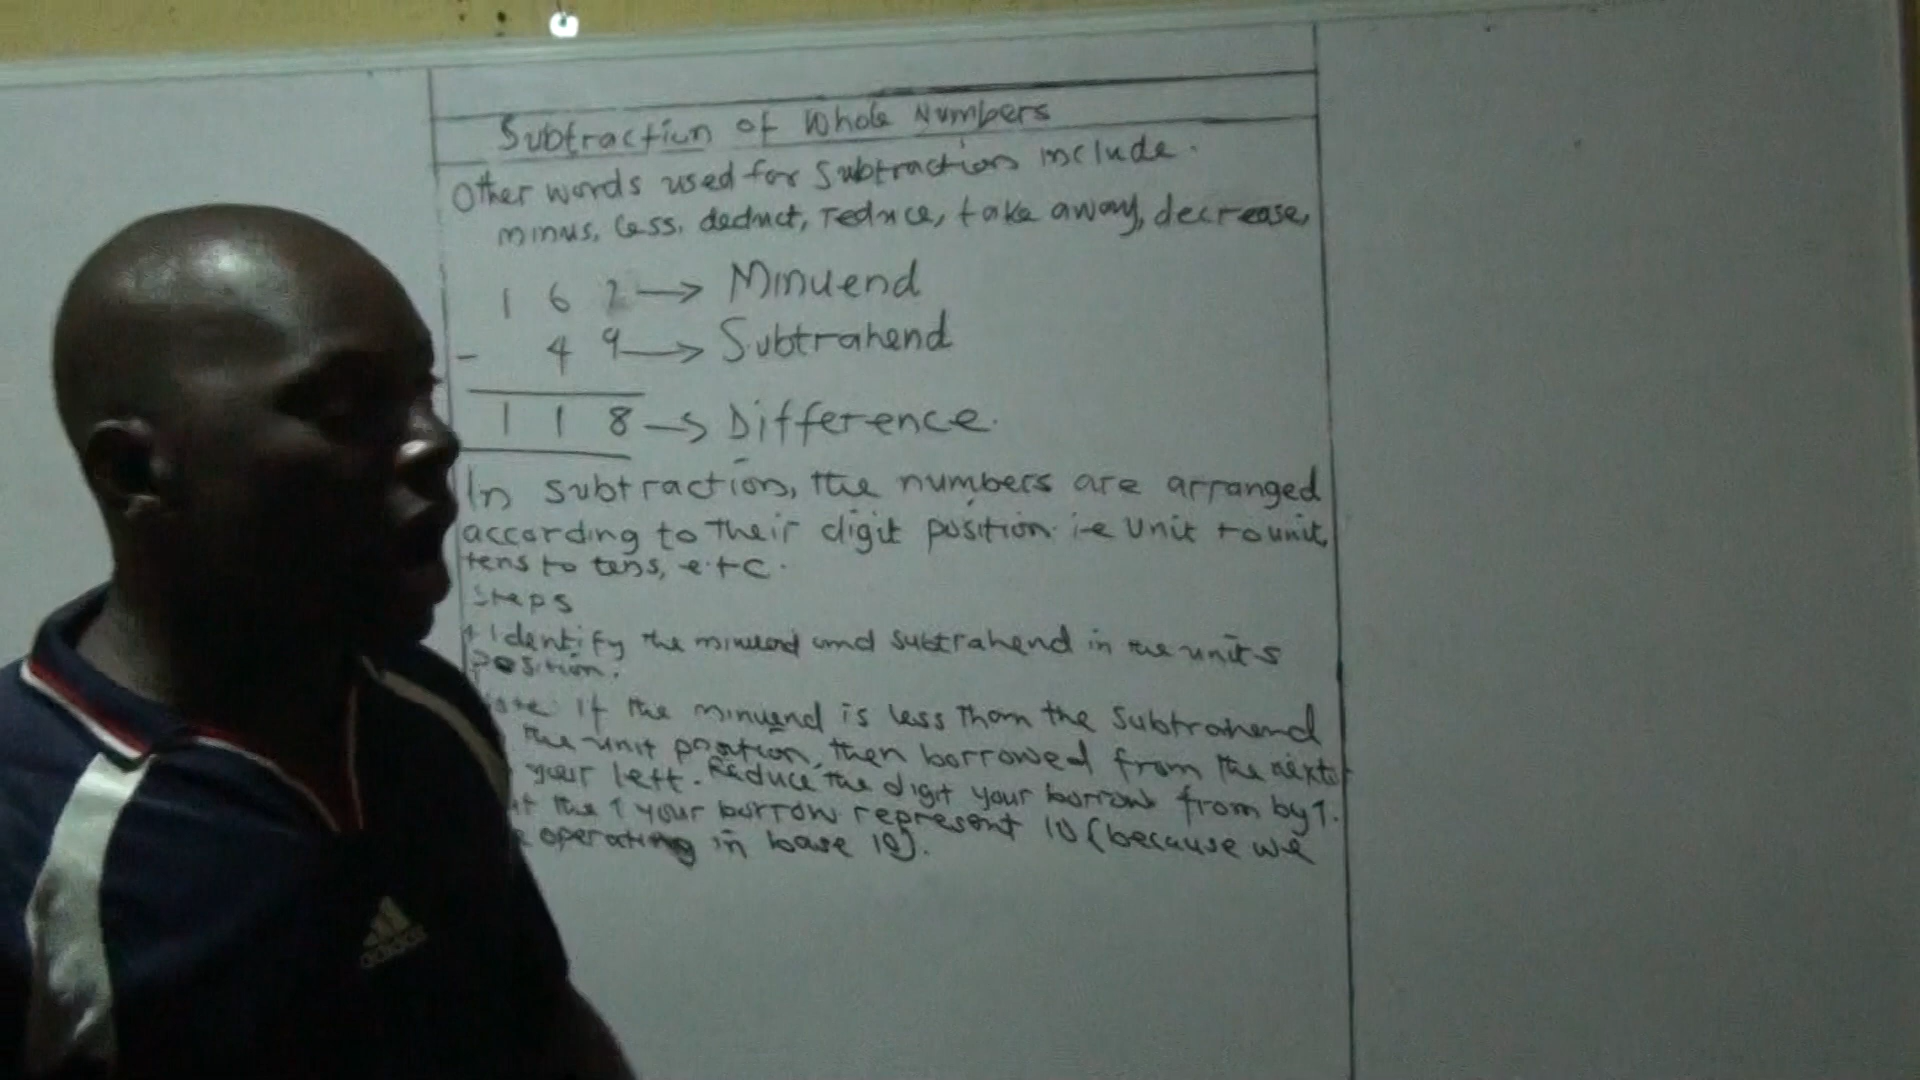 Subtraction of Whole Numbers
Other words used for Subtraction include.
minus, less, deduct, reduce, take away, decrease,
1 6 → Minuend
- 4 9 → Subtrahend
1 1 8 → Difference.
In subtraction, the numbers are arranged
according to their digit position i.e Unit to unit,
tens to tens, e.t.c.
Steps
Identify the minuend and subtrahend in the units
Position.
If the minuend is less than the Subtrahend
the unit position, then borrowed from the next
your left. Reduce the digit your borrow from by 1.
the 1 your borrow represent 10 (because we
operating in base 10).
adidas